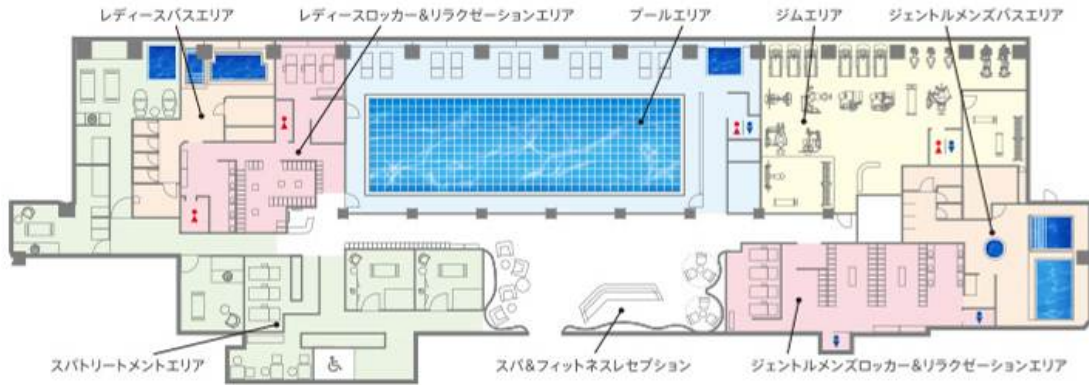 レディースバスエリア
レディースロッカー&リラクゼーションエリア
プールエリア
ジムエリア
ジェントルメンズバスエリア
スパトリートメントエリア
スパ&フィットネスレセプション
ジェントルメンズロッカー&リラクゼーションエリア